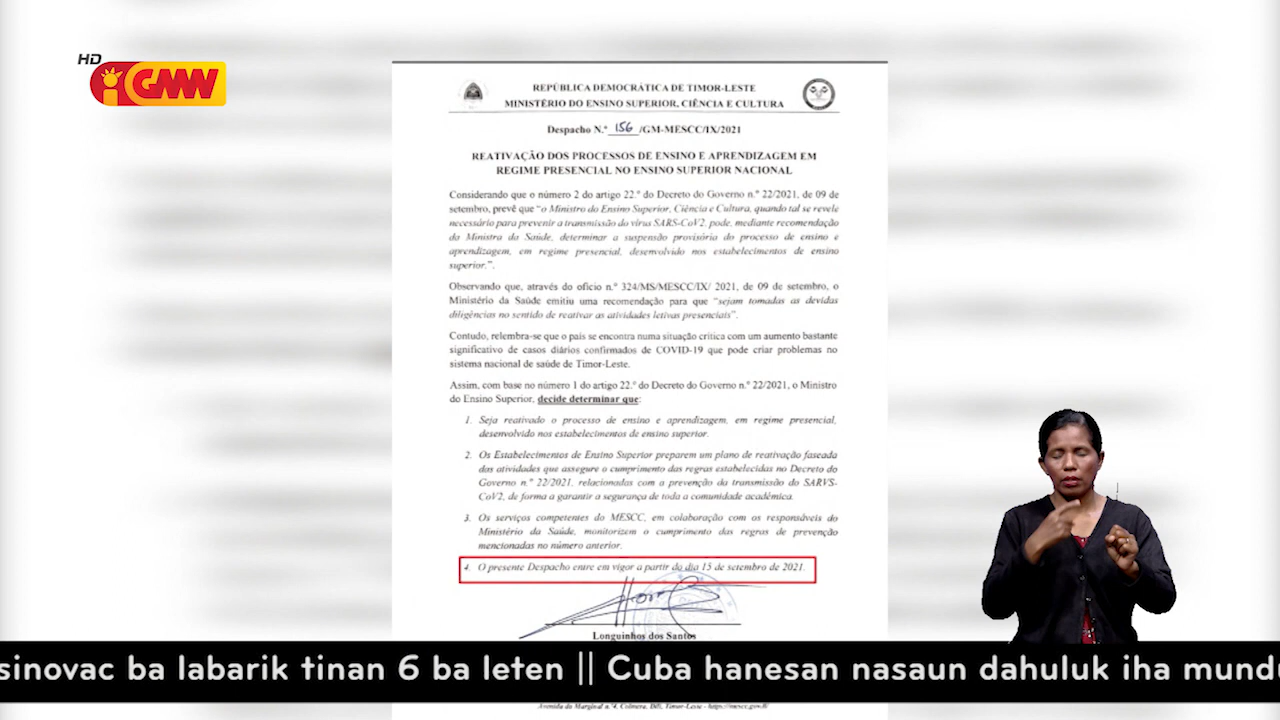 HD
GMW
REPÚBLICA DEMOCRÁTICA DE TIMOR-LESTE
MINISTÉRIO DO ENSINO SUPERIOR, CIÊNCIA E CULTURA
Despacho N.º 156 /GM-MESCC/IX/2021
REATIVAÇÃO DOS PROCESSOS DE ENSINO E APRENDIZAGEM EM
REGIME PRESENCIAL NO ENSINO SUPERIOR NACIONAL
Considerando que o número 2 do artigo 22.º do Decreto do Governo n.º 22/2021, de 09 de
setembro, prevê que "o Ministro do Ensino Superior, Ciência e Cultura, quando tal se revele
necessário para prevenir a transmissão do vírus SARS-CoV2, pode, mediante recomendação
da Ministra da Saúde, determinar a suspensão provisória do processo de ensino e
aprendizagem, em regime presencial, desenvolvido nos estabelecimentos de ensino
superior.".
Observando que, através do ofício n.º 324/MS/MESCC/IX/ 2021, de 09 de setembro, o
Ministério da Saúde emitiu uma recomendação para que "sejam tomadas as devidas
diligências no sentido de reativar as atividades letivas presenciais".
Contudo, relembra-se que o país se encontra numa situação crítica com um aumento bastante
significativo de casos diários confirmados de COVID-19 que pode criar problemas no
sistema nacional de saúde de Timor-Leste.
Assim, com base no número 1 do artigo 22.º do Decreto do Governo n.º 22/2021, o Ministro
do Ensino Superior, decide determinar que:
1. Seja reativado o processo de ensino e aprendizagem, em regime presencial,
desenvolvido nos estabelecimentos de ensino superior.
2. Os Estabelecimentos de Ensino Superior preparem um plano de reativação faseada
das atividades que assegure o cumprimento das regras estabelecidas no Decreto do
Governo n.º 22/2021, relacionadas com a prevenção da transmissão do SARVS-
CoV2, de forma a garantir a segurança de toda a comunidade académica.
3. Os serviços competentes do MESCC, em colaboração com os responsáveis do
Ministério da Saúde, monitorizem o cumprimento das regras de prevenção
mencionadas no número anterior.
4. O presente Despacho entre em vigor a partir do dia 15 de setembro de 2021.
Longuinhos dos Santos
sinovac ba labarik tinan 6 ba leten || Cuba hanesan nasaun dahuluk iha mundu
Avenida de Marginal n.º4, Colmera, Dili, Timor-Leste - https://mescc.gov.tl/